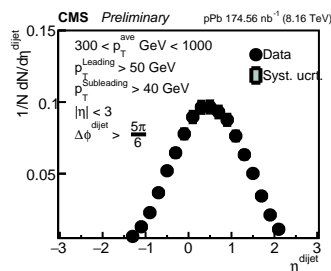 CMS Preliminary pPb 174.56 nb⁻¹ (8.16 TeV)
1/N dN/dη^dijet
300 < p_T^ave GeV < 1000
p_T^Leading > 50 GeV
p_T^Subleading > 40 GeV
|η| < 3
Δφ^dijet > 5π/6
Data
Syst. ucrt.
0.15
0.1
0.05
−3 −2 −1 0 1 2 3
η^dijet